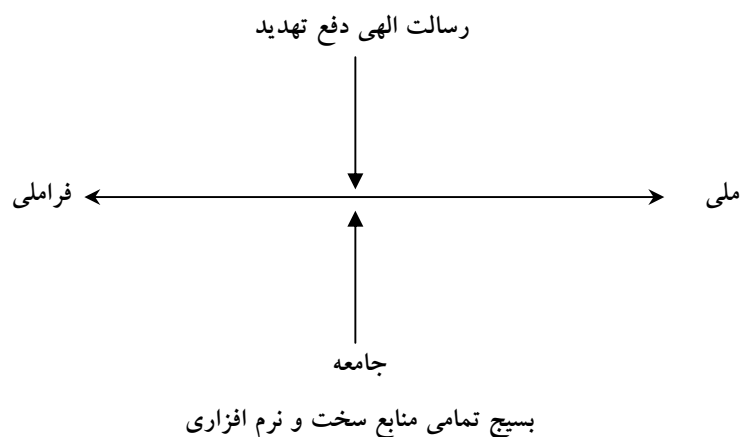 رسالت الهی دفع تهدید
ملی
فراملی
جامعه
بسیج تمامی منابع سخت و نرم افزاری